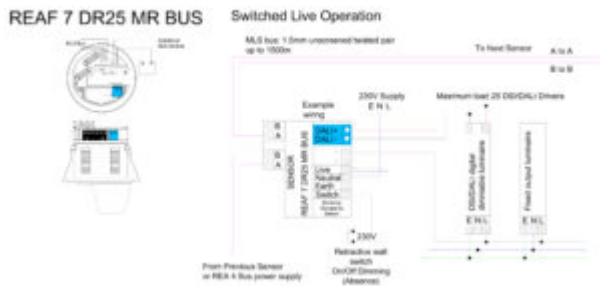 REAF 7 DR25 MR BUS
Switched Live Operation
MLS bus: 1.0mm unscreened twisted pair
up to 1500m
To Next Sensor
A to A
B to B
230V Supply
E N L
Maximum load 25 DSI/DALI Drivers
Example
wiring
B
A
B
A
SENSOR
REAF 7 DR25 MR BUS
DALI+
DALI-
Live
Neutral
Earth
Switch
DSI/DALI digital
dimmable luminaire
Fixed output luminaire
E N L
E N L
230V
Retractive wall
switch
On/Off Dimming
(Absence)
From Previous Sensor
or REA 4 Bus power supply